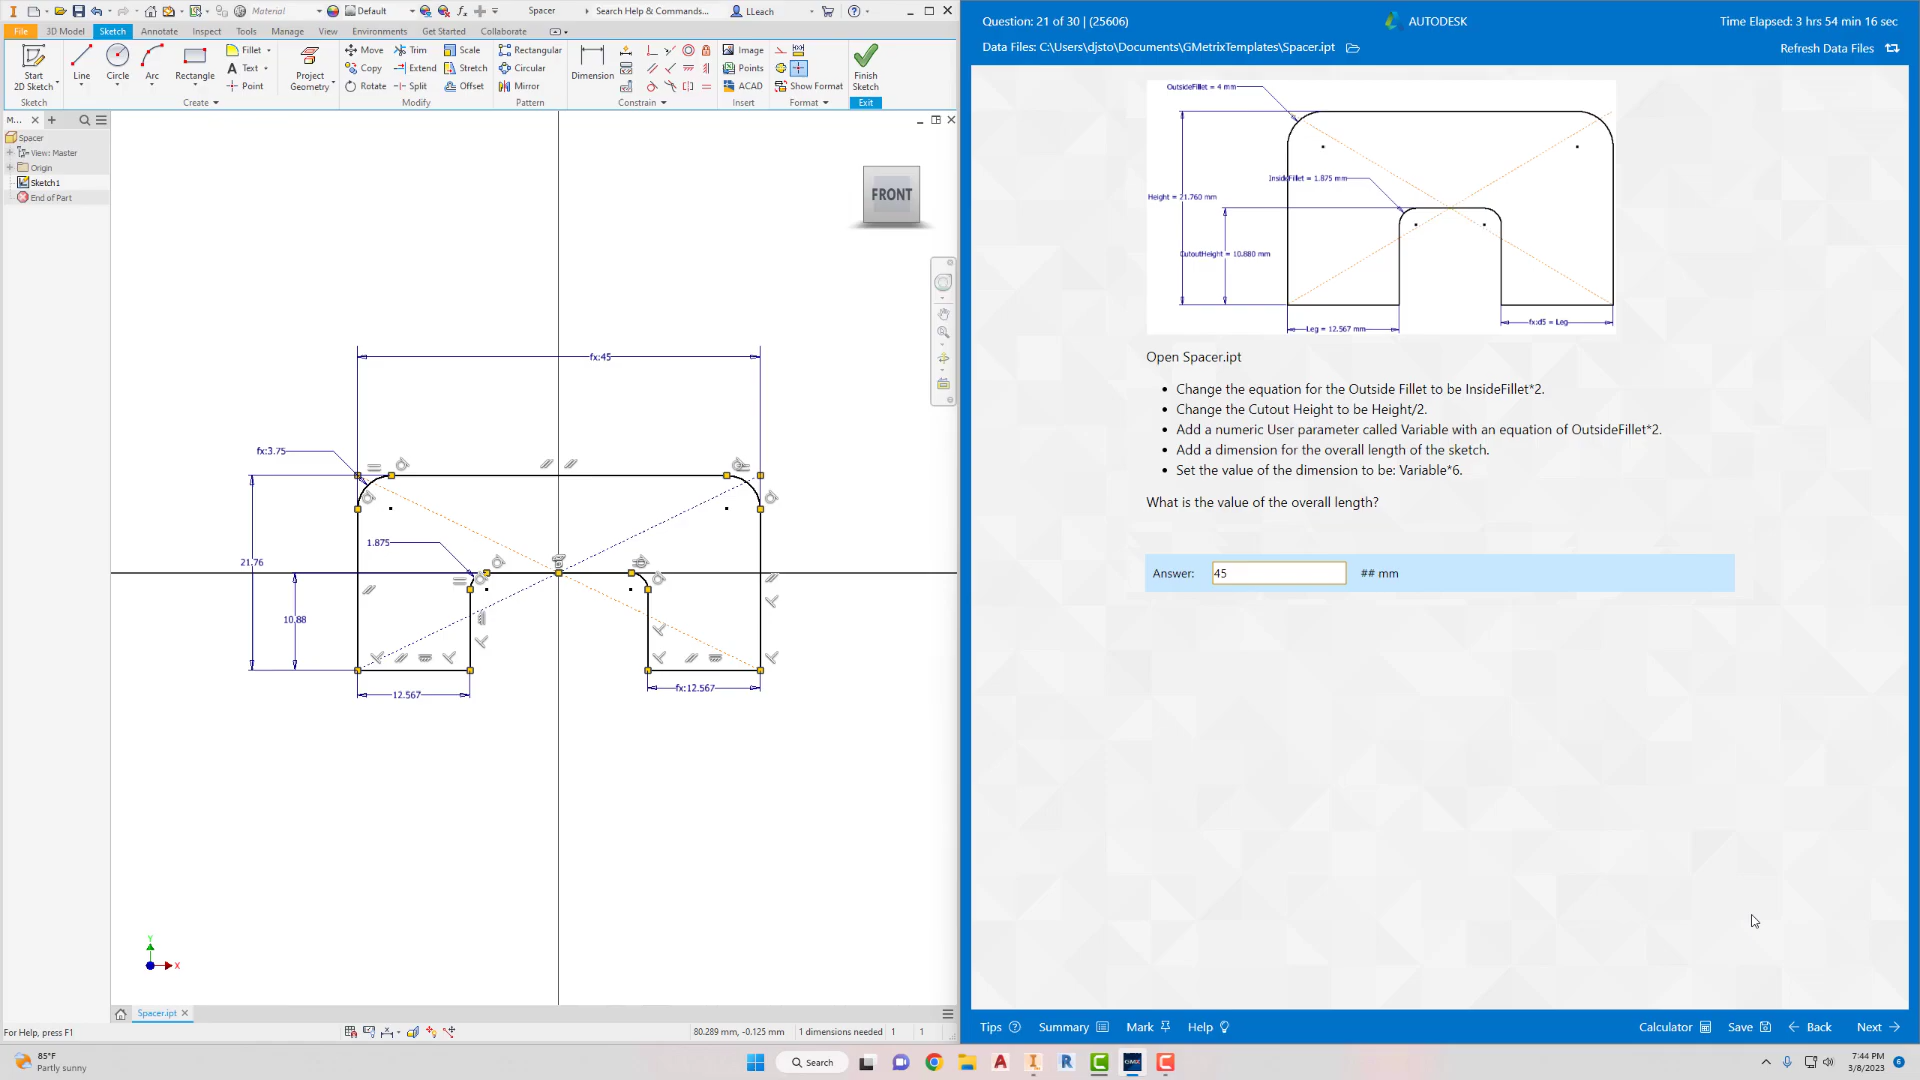 Material
Default
Spacer
Search Help & Commands...
LLeach
File
3D Model
Sketch
Annotate
Inspect
Tools
Manage
View
Environments
Get Started
Collaborate
Start
2D Sketch
Line
Circle
Arc
Rectangle
Fillet
Text
Point
Project
Geometry
Move
Copy
Rotate
Trim
Extend
Split
Scale
Stretch
Offset
Rectangular
Circular
Mirror
Dimension
Image
Points
ACAD
Show Format
Finish
Sketch
Sketch
Create
Modify
Pattern
Constrain
Insert
Format
Exit
M...
Spacer
View: Master
Origin
Sketch1
End of Part
FRONT
fx:45
fx:3.75
1.875
21.76
10.88
12.567
fx:12.567
Y
X
Spacer.ipt
For Help, press F1
80.289 mm, -0.125 mm
1 dimensions needed
1
1
Question: 21 of 30 | (25606)
AUTODESK
Time Elapsed: 3 hrs 54 min 16 sec
Data Files: C:\Users\djsto\Documents\GMetrixTemplates\Spacer.ipt
Refresh Data Files
OutsideFillet = 4 mm
InsideFillet = 1.875 mm
Height = 21.760 mm
CutoutHeight = 10.880 mm
Leg = 12.567 mm
fx:d5 = Leg
Open Spacer.ipt
• Change the equation for the Outside Fillet to be InsideFillet*2.
• Change the Cutout Height to be Height/2.
• Add a numeric User parameter called Variable with an equation of OutsideFillet*2.
• Add a dimension for the overall length of the sketch.
• Set the value of the dimension to be: Variable*6.
What is the value of the overall length?
Answer:
45
## mm
Tips
Summary
Mark
Help
Calculator
Save
Back
Next
85°F
Partly sunny
Search
7:44 PM
3/8/2023
6